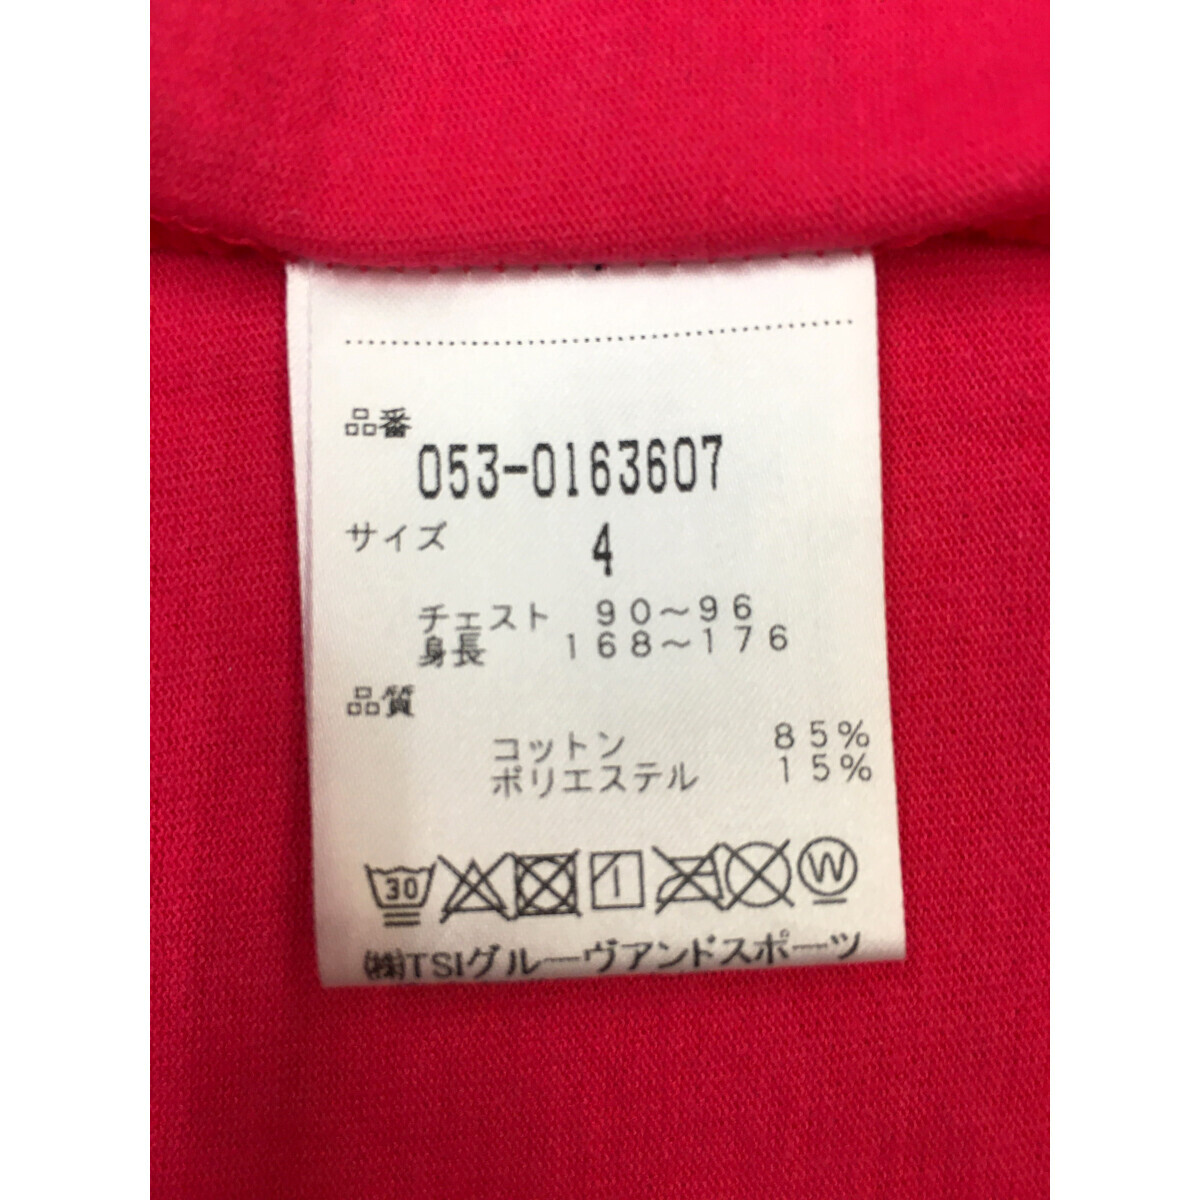 品番
053-0163607
サイズ 4
チェスト 90～96
身長 168～176
品質
コットン 85%
ポリエステル 15%
30 W
㈱TSIグルーヴアンドスポーツ